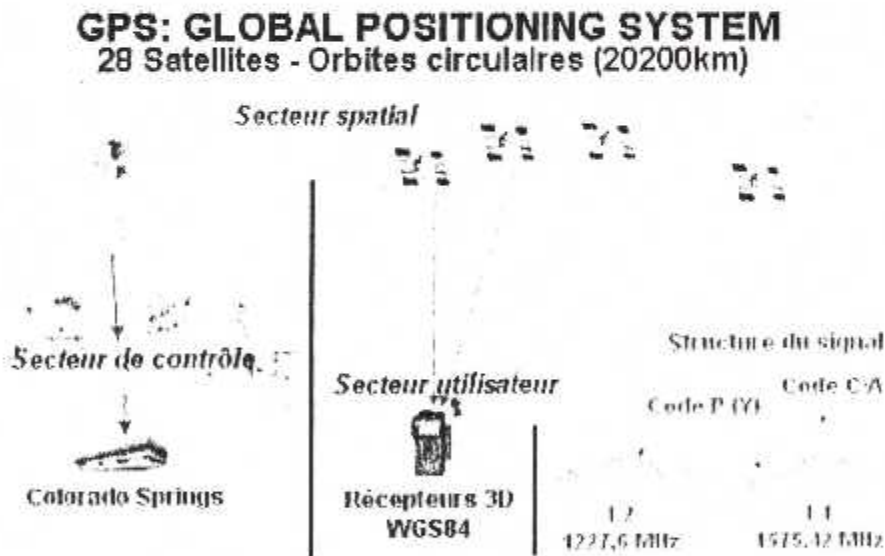 GPS: GLOBAL POSITIONING SYSTEM
28 Satellites - Orbites circulaires (20200km)
Secteur spatial
Secteur de contrôle
Colorado Springs
Secteur utilisateur
Récepteurs 3D
WGS84
Structure du signal
Code P (Y)
Code C/A
L2
1227,6 MHz
L1
1575,42 MHz